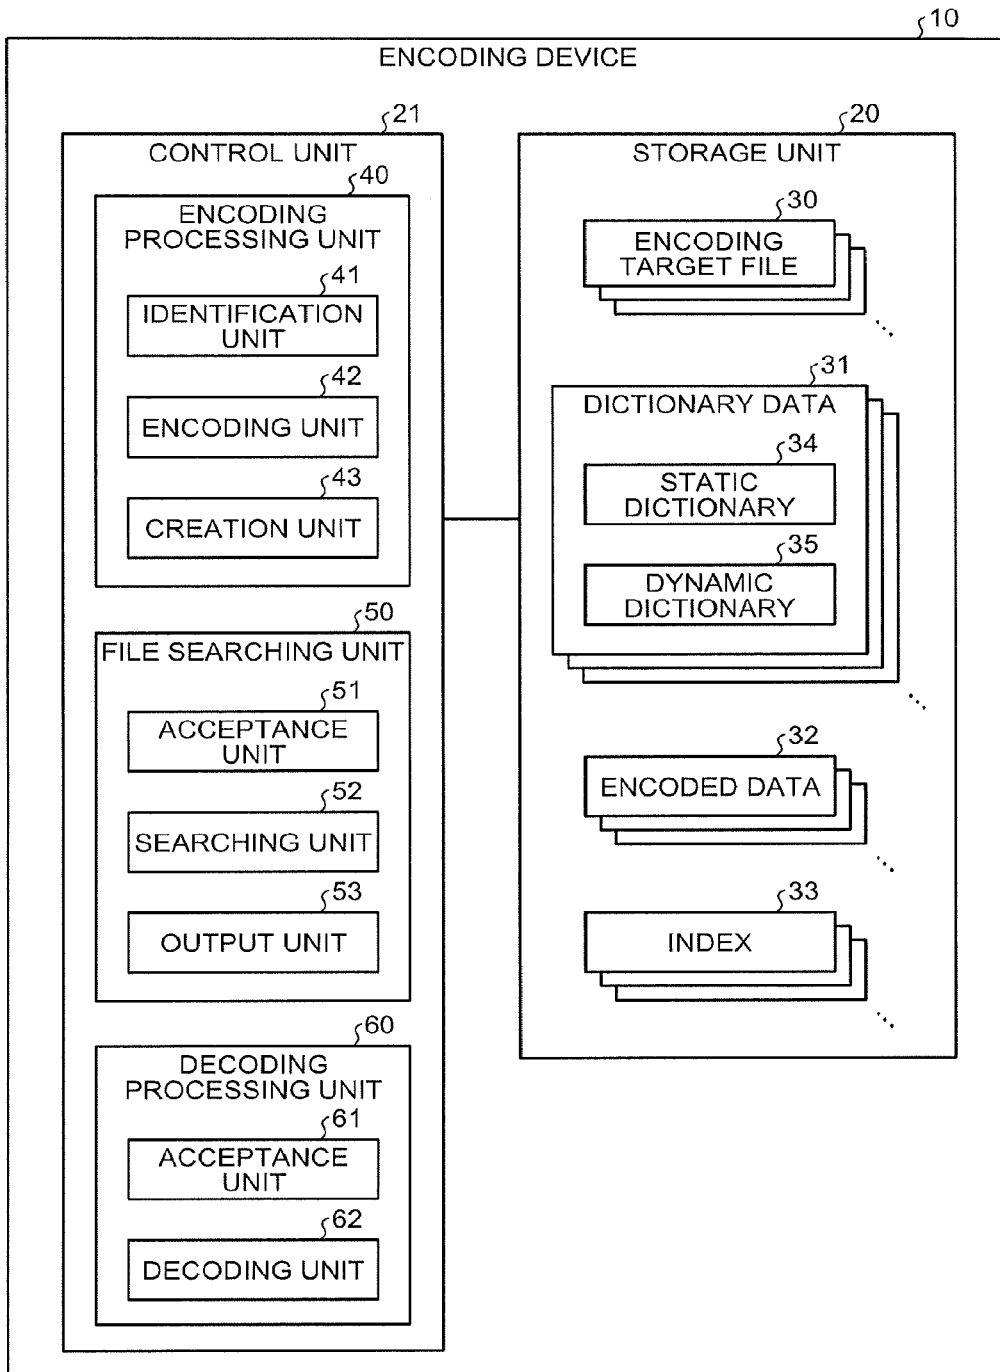 10
ENCODING DEVICE
21
CONTROL UNIT
40
ENCODING
PROCESSING UNIT
41
IDENTIFICATION
UNIT
42
ENCODING UNIT
43
CREATION UNIT
50
FILE SEARCHING UNIT
51
ACCEPTANCE
UNIT
52
SEARCHING UNIT
53
OUTPUT UNIT
60
DECODING
PROCESSING UNIT
61
ACCEPTANCE
UNIT
62
DECODING UNIT
20
STORAGE UNIT
30
ENCODING
TARGET FILE
31
DICTIONARY DATA
34
STATIC
DICTIONARY
35
DYNAMIC
DICTIONARY
32
ENCODED DATA
33
INDEX